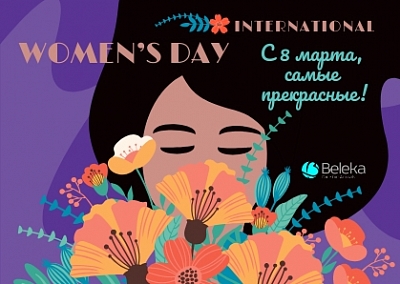 INTERNATIONAL
WOMEN'S DAY
С 8 марта,
самые
прекрасные!
Beleka